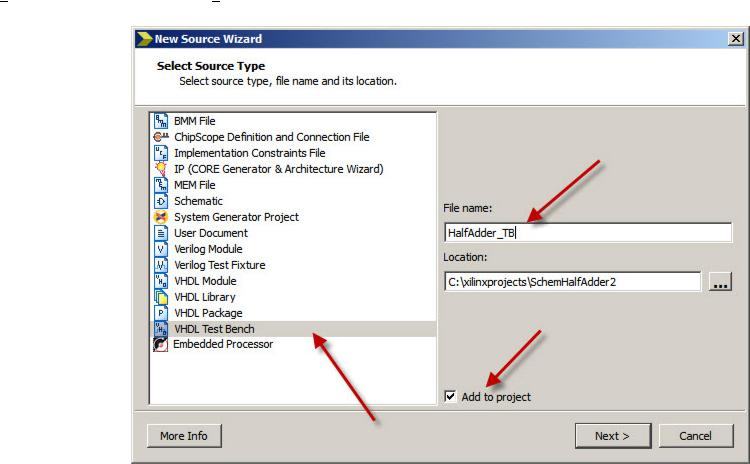 New Source Wizard
Select Source Type
Select source type, file name and its location.
BMM File
ChipScope Definition and Connection File
Implementation Constraints File
IP (CORE Generator & Architecture Wizard)
MEM File
Schematic
System Generator Project
User Document
Verilog Module
Verilog Test Fixture
VHDL Module
VHDL Library
VHDL Package
VHDL Test Bench
Embedded Processor
File name:
HalfAdder_TB
Location:
C:\xilinxprojects\SchemHalfAdder2
...
Add to project
More Info
Next >
Cancel